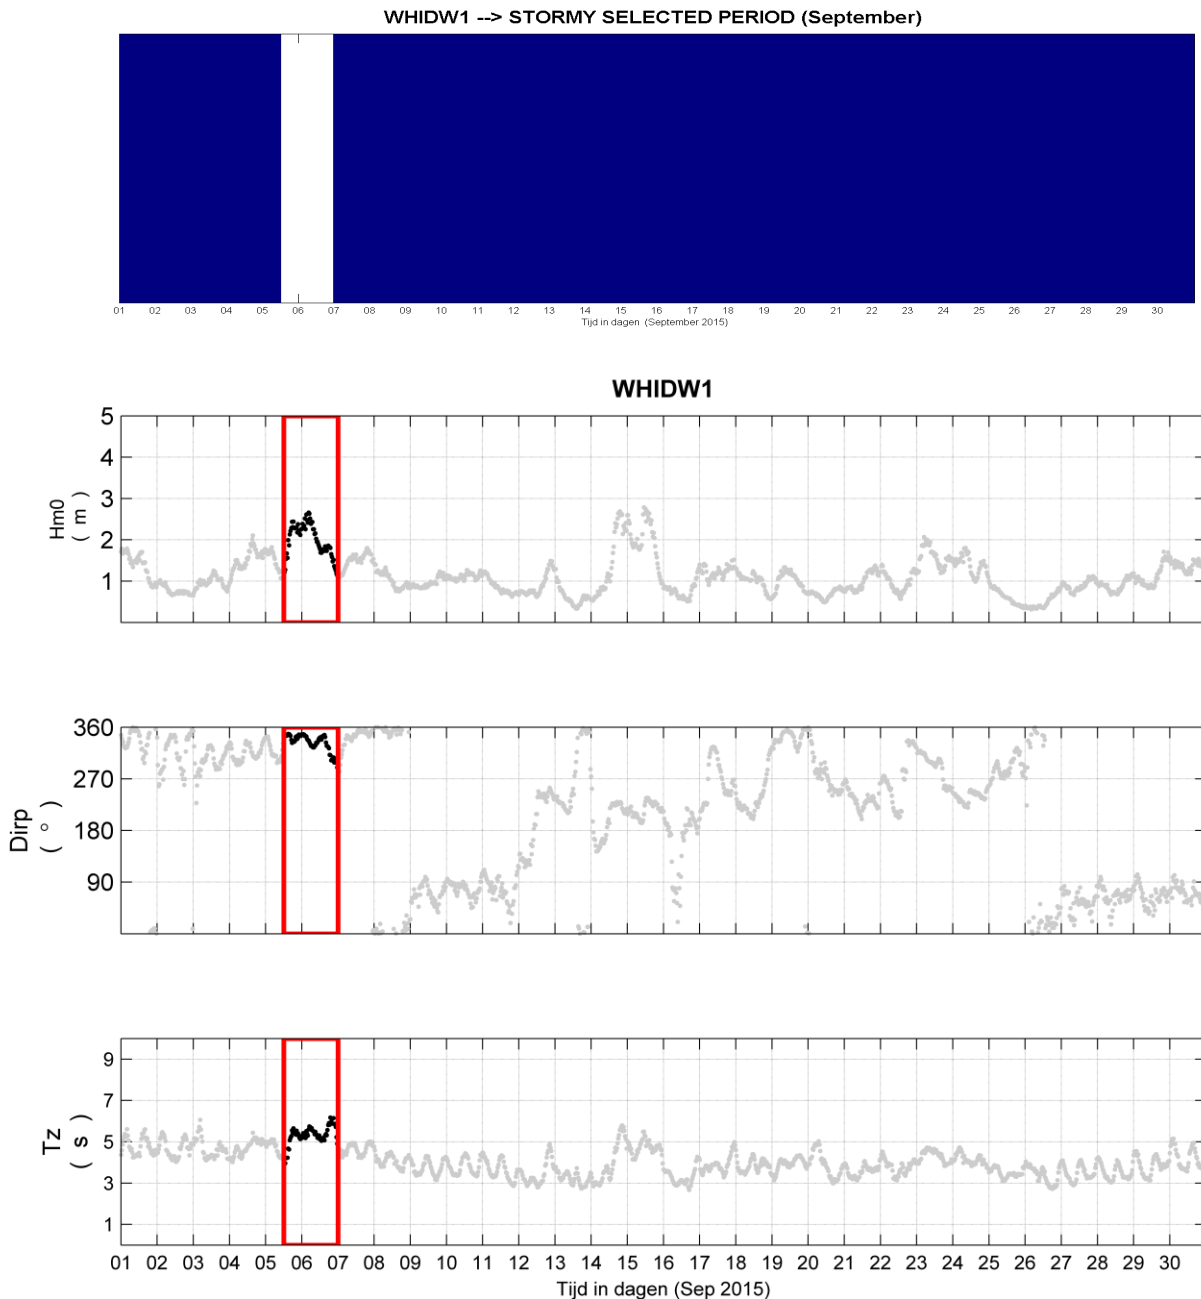 WHIDW1 --> STORMY SELECTED PERIOD (September)
01 02 03 04 05 06 07 08 09 10 11 12 13 14 15 16 17 18 19 20 21 22 23 24 25 26 27 28 29 30
Tijd in dagen (September 2015)
WHIDW1
Hm0
( m )
5
4
3
2
1
Dirp
( ° )
360
270
180
90
Tz
( s )
9
7
5
3
1
01 02 03 04 05 06 07 08 09 10 11 12 13 14 15 16 17 18 19 20 21 22 23 24 25 26 27 28 29 30
Tijd in dagen (Sep 2015)